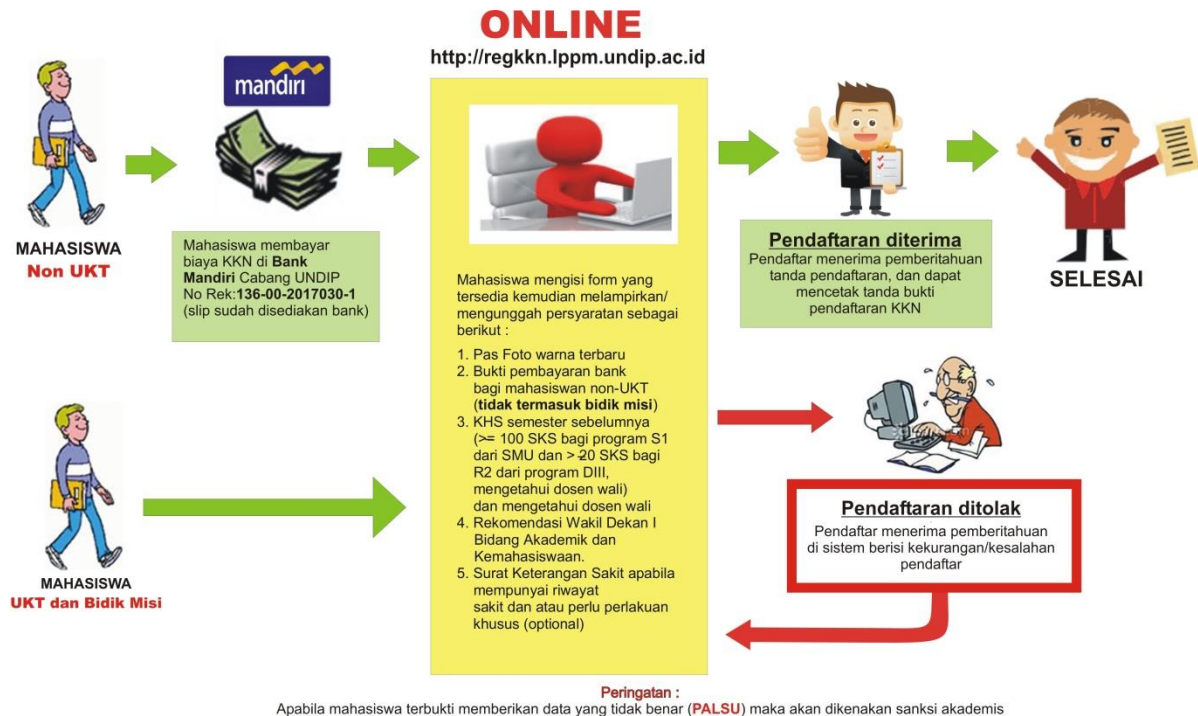 ONLINE
http://regkkn.lppm.undip.ac.id
mandiri
MAHASISWA
Non UKT
Mahasiswa membayar
biaya KKN di Bank
Mandiri Cabang UNDIP
No Rek:136-00-2017030-1
(slip sudah disediakan bank)
Mahasiswa mengisi form yang
tersedia kemudian melampirkan/
mengunggah persyaratan sebagai
berikut :
1. Pas Foto warna terbaru
2. Bukti pembayaran bank
bagi mahasiswan non-UKT
(tidak termasuk bidik misi)
3. KHS semester sebelumnya
(>= 100 SKS bagi program S1
dari SMU dan >20 SKS bagi
R2 dari program DIII,
mengetahui dosen wali)
dan mengetahui dosen wali
4. Rekomendasi Wakil Dekan I
Bidang Akademik dan
Kemahasiswaan.
5. Surat Keterangan Sakit apabila
mempunyai riwayat
sakit dan atau perlu perlakuan
khusus (optional)
Pendaftaran diterima
Pendaftar menerima pemberitahuan
tanda pendaftaran, dan dapat
mencetak tanda bukti
pendaftaran KKN
SELESAI
MAHASISWA
UKT dan Bidik Misi
Pendaftaran ditolak
Pendaftar menerima pemberitahuan
di sistem berisi kekurangan/kesalahan
pendaftar
Peringatan :
Apabila mahasiswa terbukti memberikan data yang tidak benar (PALSU) maka akan dikenakan sanksi akademis